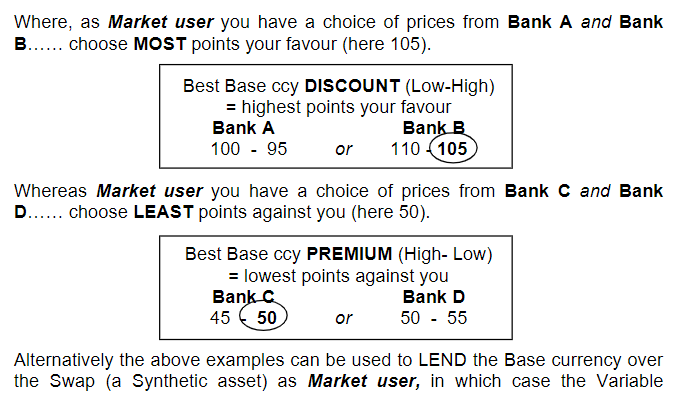 Where, as Market user you have a choice of prices from Bank A and Bank
B…… choose MOST points your favour (here 105).
Best Base ccy DISCOUNT (Low-High)
= highest points your favour
Bank A Bank B
100 - 95 or 110 - 105
Whereas Market user you have a choice of prices from Bank C and Bank
D…… choose LEAST points against you (here 50).
Best Base ccy PREMIUM (High- Low)
= lowest points against you
Bank C Bank D
45 - 50 or 50 - 55
Alternatively the above examples can be used to LEND the Base currency over
the Swap (a Synthetic asset) as Market user, in which case the Variable